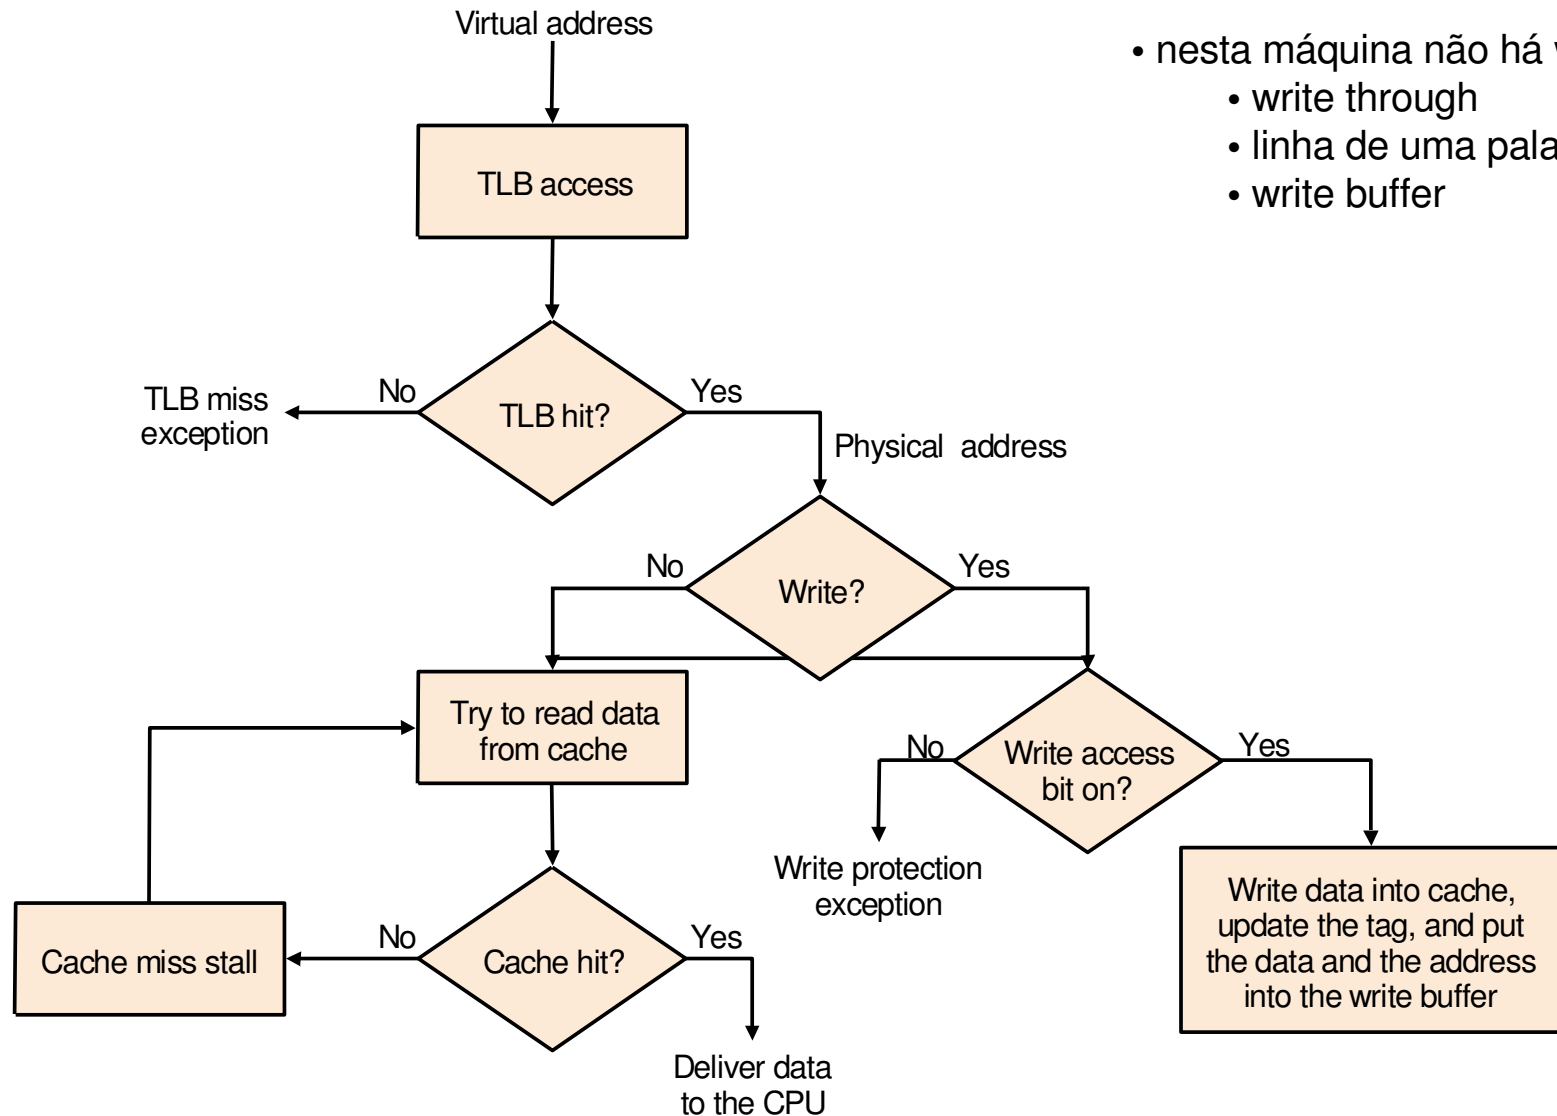 Virtual address
• nesta máquina não há
• write through
• linha de uma
• write buffer
TLB access
TLB miss
exception
No
TLB hit?
Yes
Physical address
No
Write?
Yes
Try to read data
from cache
No
Write access
bit on?
Yes
Write protection
exception
Write data into cache,
update the tag, and put
the data and the address
into the write buffer
Cache miss stall
No
Cache hit?
Yes
Deliver data
to the CPU